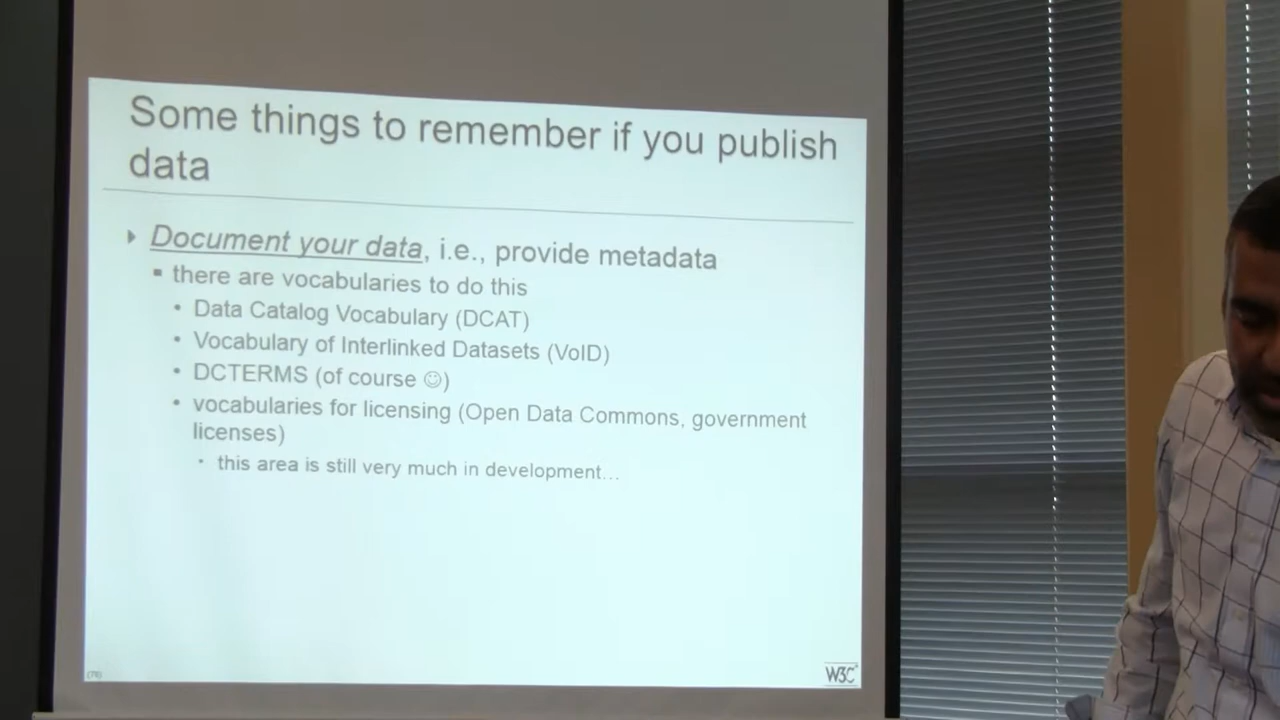 Some things to remember if you publish
data
Document your data, i.e., provide metadata
there are vocabularies to do this
Data Catalog Vocabulary (DCAT)
Vocabulary of Interlinked Datasets (VoID)
DCTERMS (of course ☺)
vocabularies for licensing (Open Data Commons, government
licenses)
this area is still very much in development…
W3C